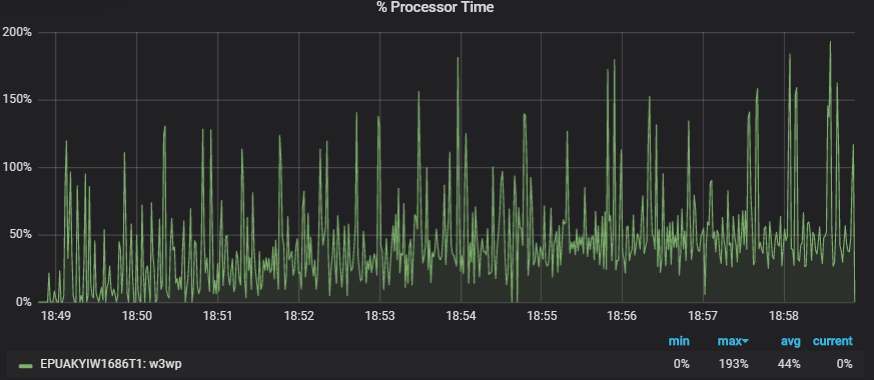 % Processor Time
200%
150%
100%
50%
0%
18:49 18:50 18:51 18:52 18:53 18:54 18:55 18:56 18:57 18:58
min max avg current
EPUAKYIW1686T1: w3wp 0% 193% 44% 0%